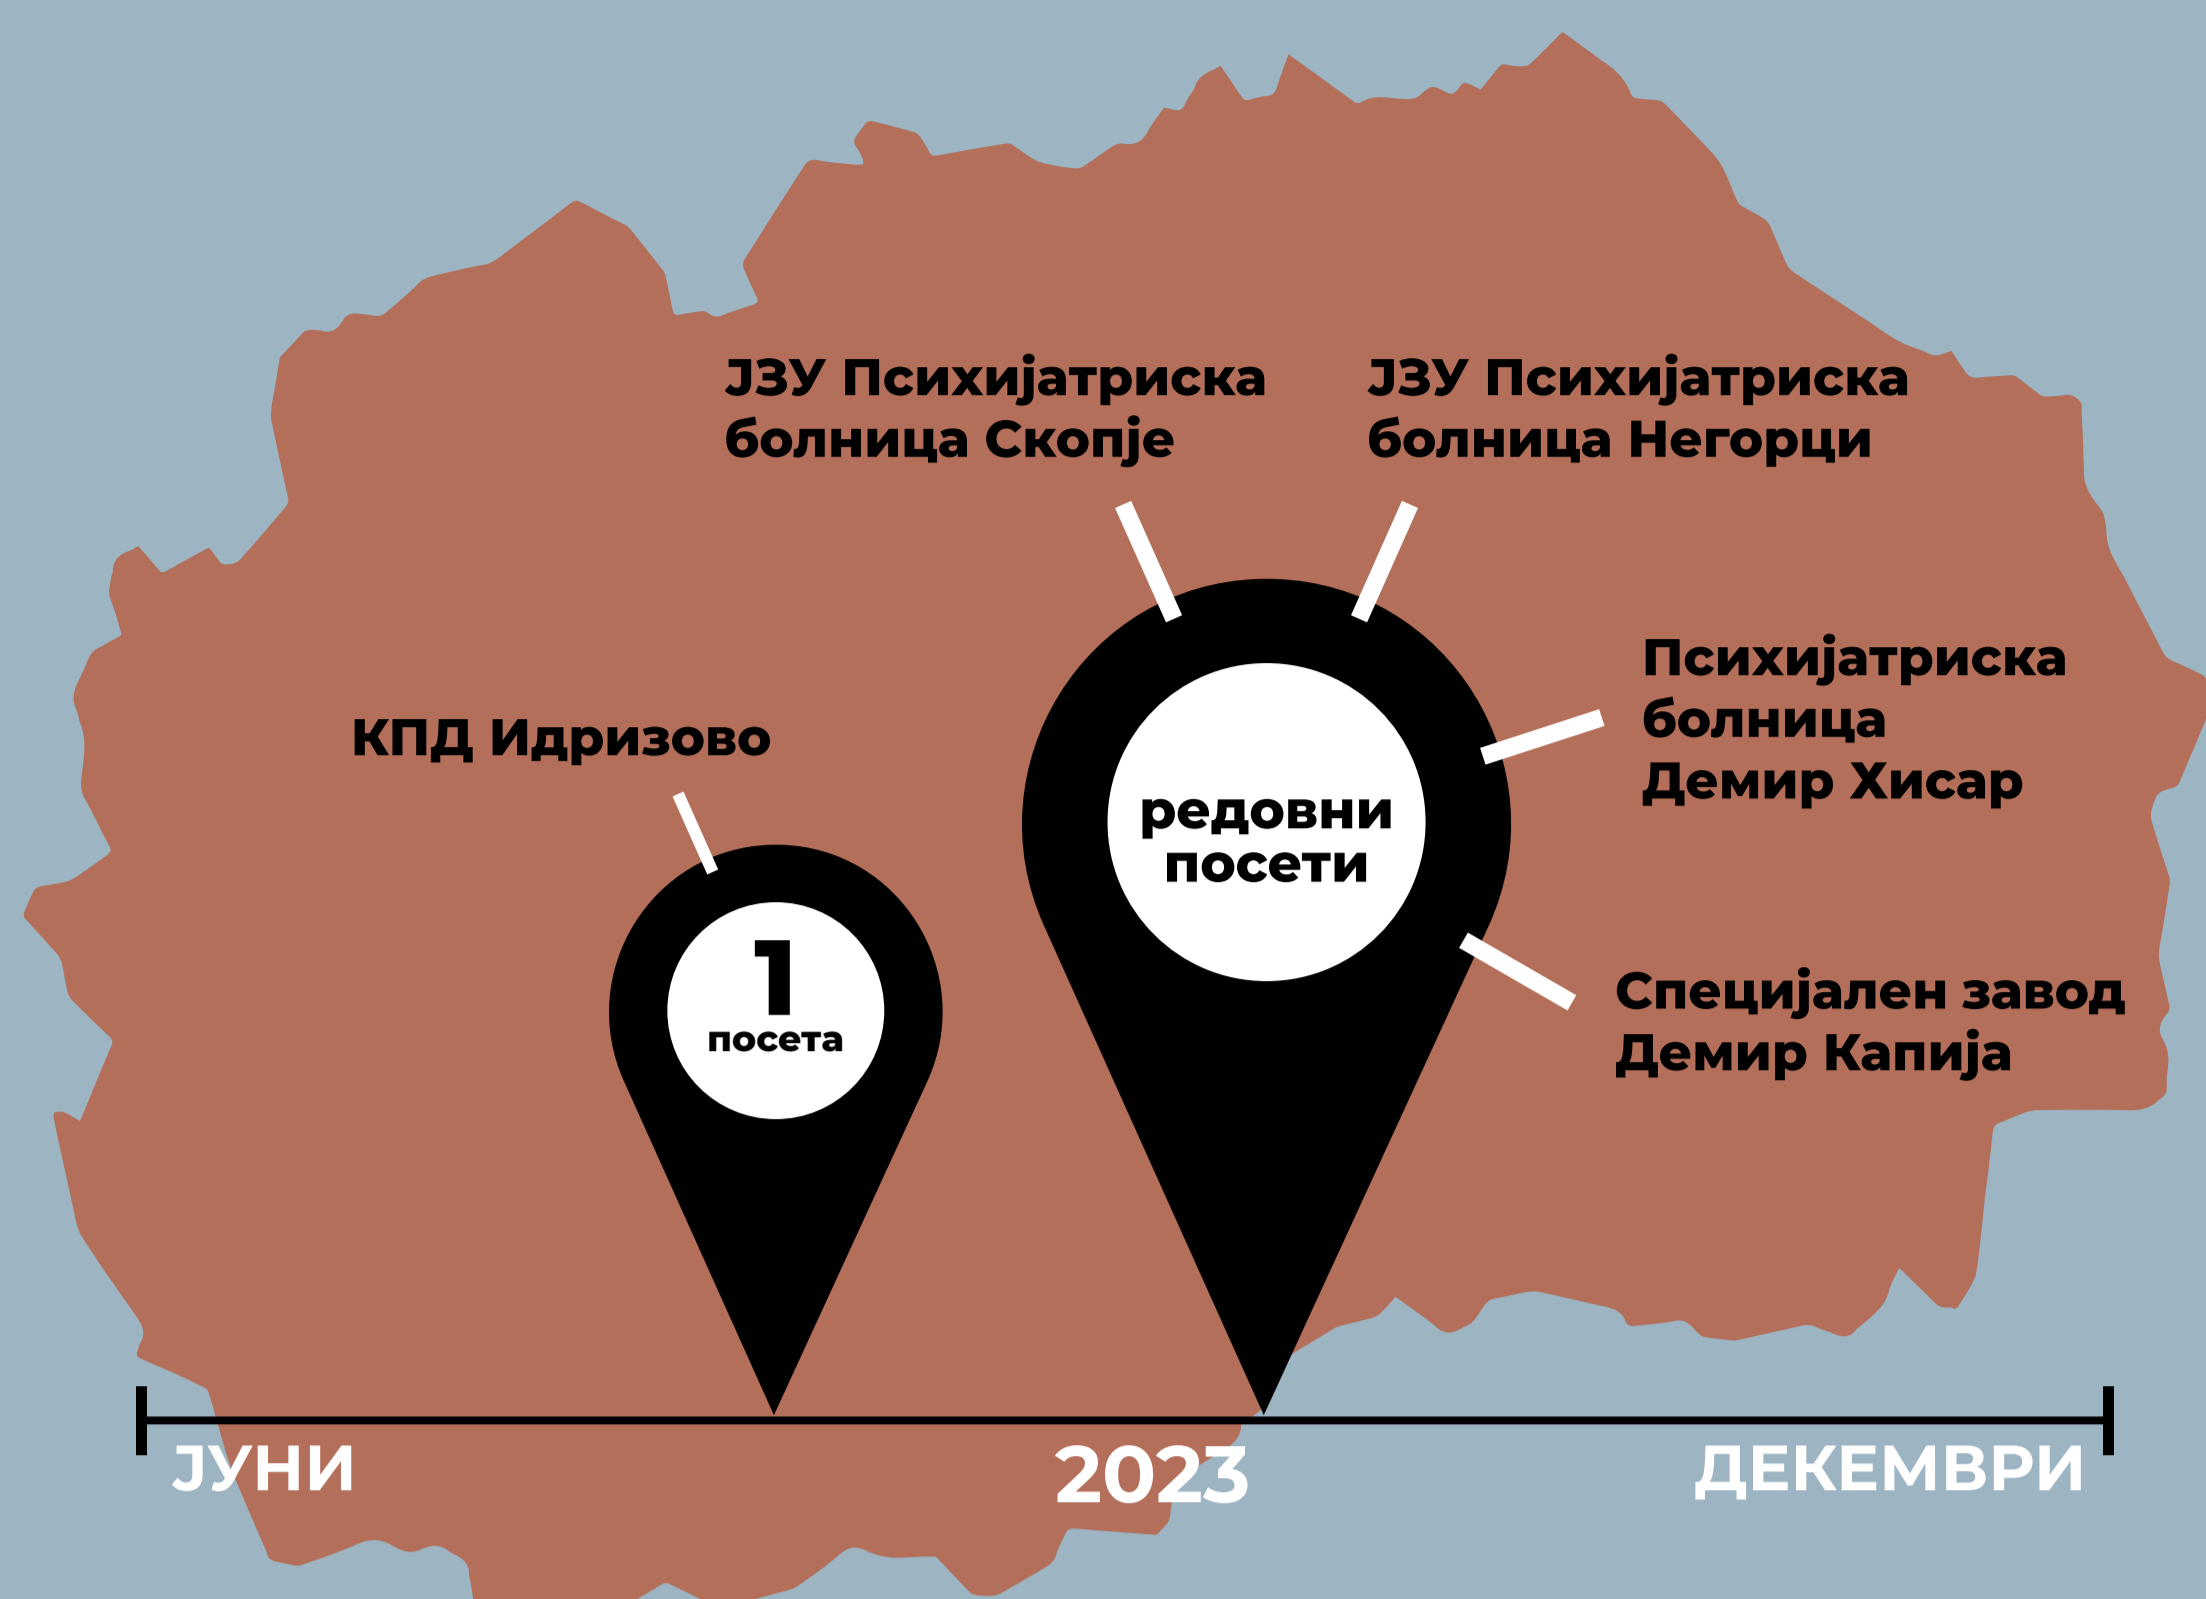 ЈЗУ Психијатриска
болница Скопје
ЈЗУ Психијатриска
болница Негорци
Психијатриска
болница
Демир Хисар
КПД Идризово
редовни
посети
1
посета
Специјален завод
Демир Капија
ЈУНИ
2023
ДЕКЕМВРИ